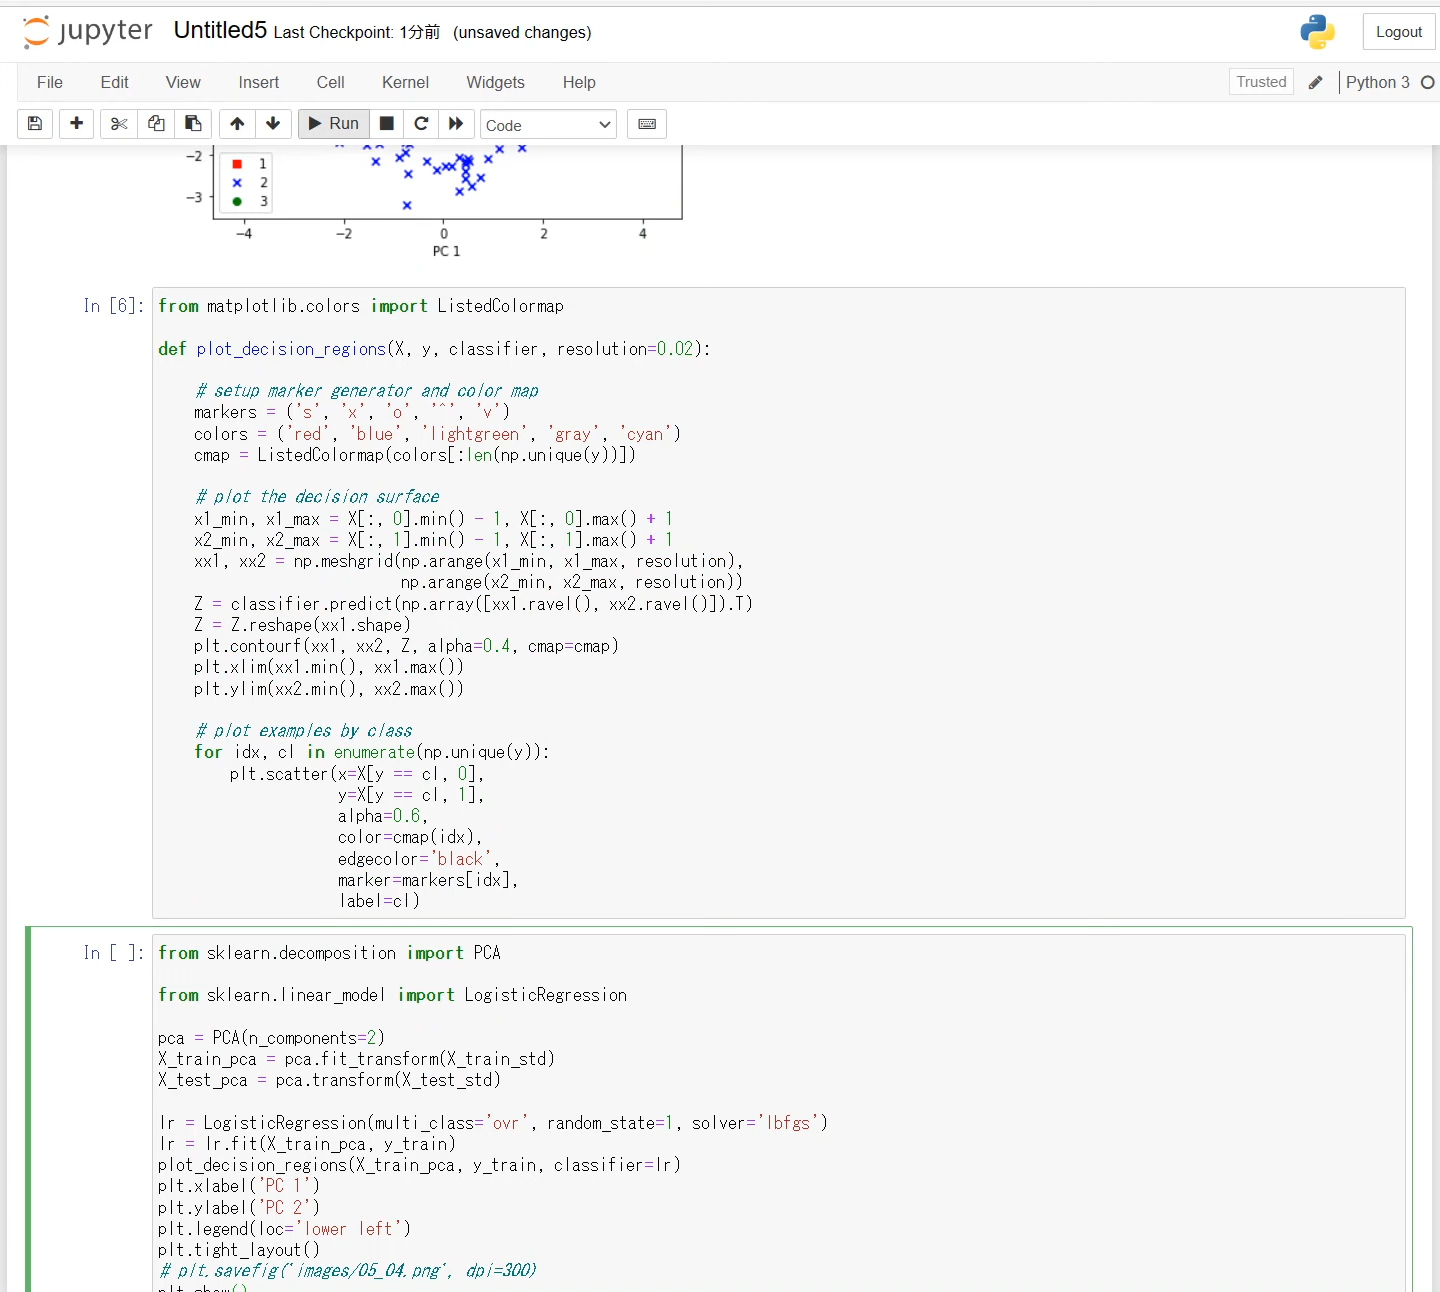 jupyter Untitled5 Last Checkpoint: 1分前 (unsaved changes)
Logout
File Edit View Insert Cell Kernel Widgets Help
Trusted Python 3
Run Code
−2
−3
1
2
3
−4 −2 0 2 4
PC 1
In [6]:
from matplotlib.colors import ListedColormap
def plot_decision_regions(X, y, classifier, resolution=0.02):
# setup marker generator and color map
markers = ('s', 'x', 'o', '^', 'v')
colors = ('red', 'blue', 'lightgreen', 'gray', 'cyan')
cmap = ListedColormap(colors[:len(np.unique(y))])
# plot the decision surface
x1_min, x1_max = X[:, 0].min() - 1, X[:, 0].max() + 1
x2_min, x2_max = X[:, 1].min() - 1, X[:, 1].max() + 1
xx1, xx2 = np.meshgrid(np.arange(x1_min, x1_max, resolution),
np.arange(x2_min, x2_max, resolution))
Z = classifier.predict(np.array([xx1.ravel(), xx2.ravel()]).T)
Z = Z.reshape(xx1.shape)
plt.contourf(xx1, xx2, Z, alpha=0.4, cmap=cmap)
plt.xlim(xx1.min(), xx1.max())
plt.ylim(xx2.min(), xx2.max())
# plot examples by class
for idx, cl in enumerate(np.unique(y)):
plt.scatter(x=X[y == cl, 0],
y=X[y == cl, 1],
alpha=0.6,
color=cmap(idx),
edgecolor='black',
marker=markers[idx],
label=cl)
In [ ]:
from sklearn.decomposition import PCA
from sklearn.linear_model import LogisticRegression
pca = PCA(n_components=2)
X_train_pca = pca.fit_transform(X_train_std)
X_test_pca = pca.transform(X_test_std)
lr = LogisticRegression(multi_class='ovr', random_state=1, solver='lbfgs')
lr = lr.fit(X_train_pca, y_train)
plot_decision_regions(X_train_pca, y_train, classifier=lr)
plt.xlabel('PC 1')
plt.ylabel('PC 2')
plt.legend(loc='lower left')
plt.tight_layout()
# plt.savefig('images/05_04.png', dpi=300)
plt.show()